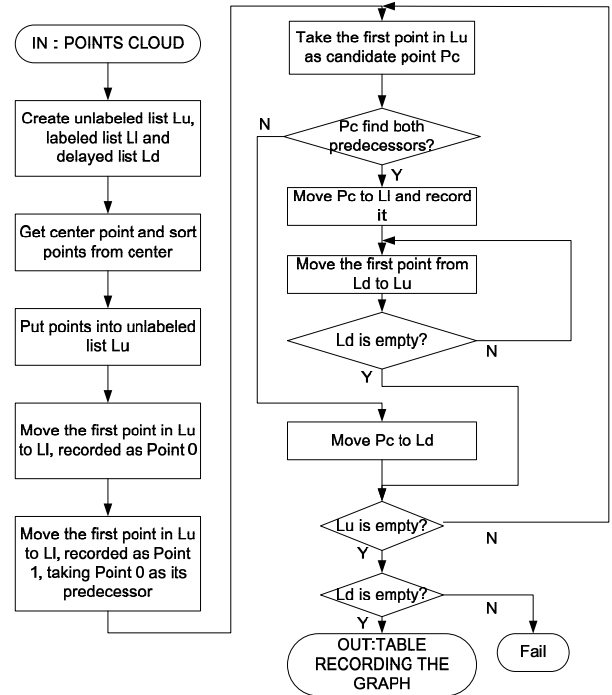 IN : POINTS CLOUD
Create unlabeled list Lu,
labeled list Ll and
delayed list Ld
Get center point and sort
points from center
Put points into unlabeled
list Lu
Move the first point in Lu
to Ll, recorded as Point 0
Move the first point in Lu
to Ll, recorded as Point
1, taking Point 0 as its
predecessor
Take the first point in Lu
as candidate point Pc
Pc find both
predecessors?
N
Y
Move Pc to Ll and record
it
Move the first point from
Ld to Lu
Ld is empty?
N
Y
Move Pc to Ld
Lu is empty?
N
Y
Ld is empty?
N
Y
OUT:TABLE
RECORDING THE
GRAPH
Fail